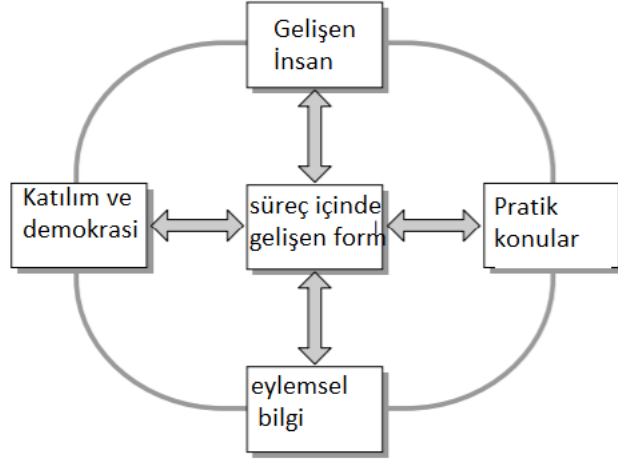 Gelişen
İnsan
Katılım ve
demokrasi
süreç içinde
gelişen form
Pratik
konular
eylemsel
bilgi